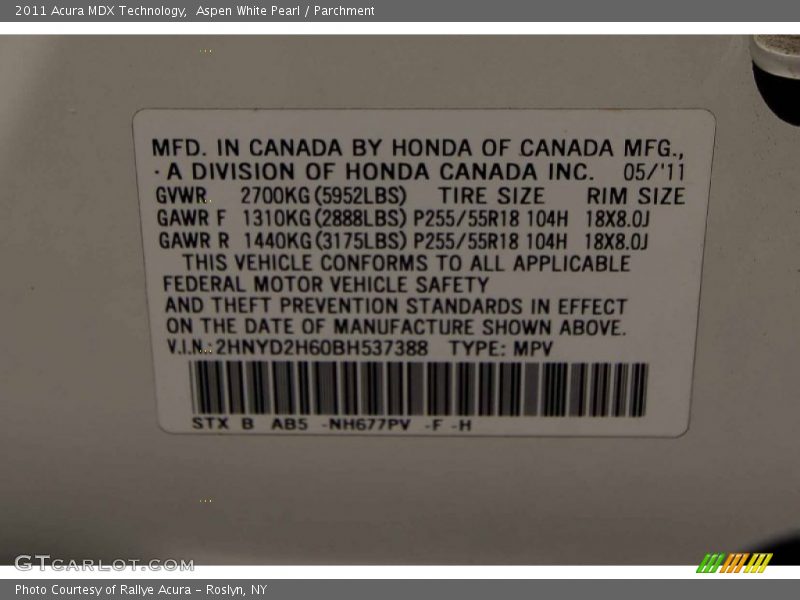 2011 Acura MDX Technology,  Aspen White Pearl / Parchment
MFD. IN CANADA BY HONDA OF CANADA MFG.,
A DIVISION OF HONDA CANADA INC. 05/'11
GVWR 2700KG(5952LBS) TIRE SIZE RIM SIZE
GAWR F 1310KG(2888LBS) P255/55R18 104H 18X8.0J
GAWR R 1440KG(3175LBS) P255/55R18 104H 18X8.0J
THIS VEHICLE CONFORMS TO ALL APPLICABLE
FEDERAL MOTOR VEHICLE SAFETY
AND THEFT PREVENTION STANDARDS IN EFFECT
ON THE DATE OF MANUFACTURE SHOWN ABOVE.
V.I.N.: 2HNYD2H60BH537388 TYPE: MPV
STX B AB5 -NH677PV -F -H
GTCARLOT.COM
Photo Courtesy of Rallye Acura - Roslyn, NY